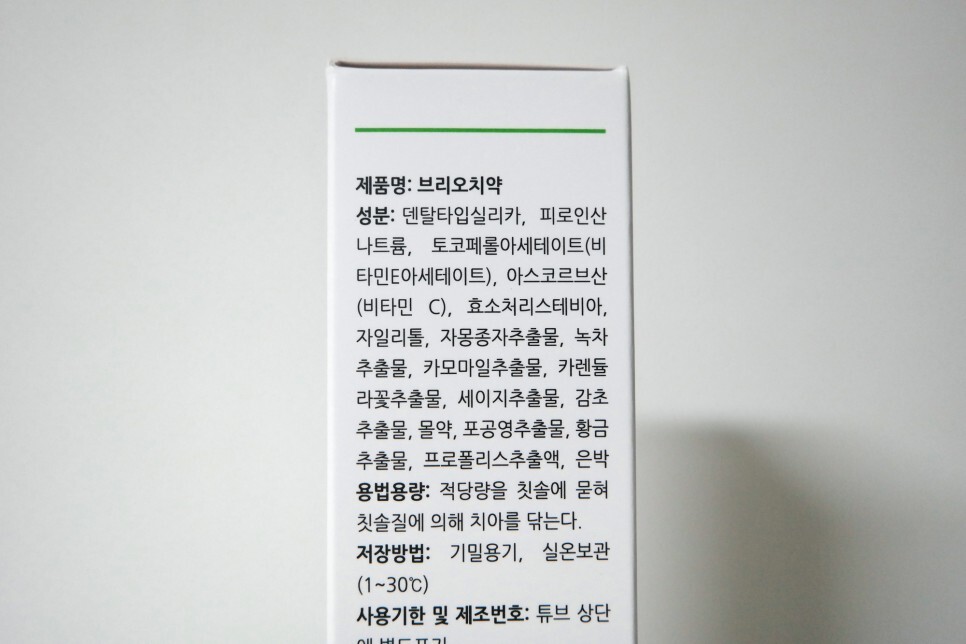 제품명: 브리오치약
성분: 덴탈타입실리카, 피로인산
나트륨, 토코페롤아세테이트(비
타민E아세테이트), 아스코르브산
(비타민 C), 효소처리스테비아,
자일리톨, 자몽종자추출물, 녹차
추출물, 카모마일추출물, 카렌듈
라꽃추출물, 세이지추출물, 감초
추출물, 몰약, 포공영추출물, 황금
추출물, 프로폴리스추출액, 은박
용법용량: 적당량을 칫솔에 묻혀
칫솔질에 의해 치아를 닦는다.
저장방법: 기밀용기, 실온보관
(1~30℃)
사용기한 및 제조번호: 튜브 상단